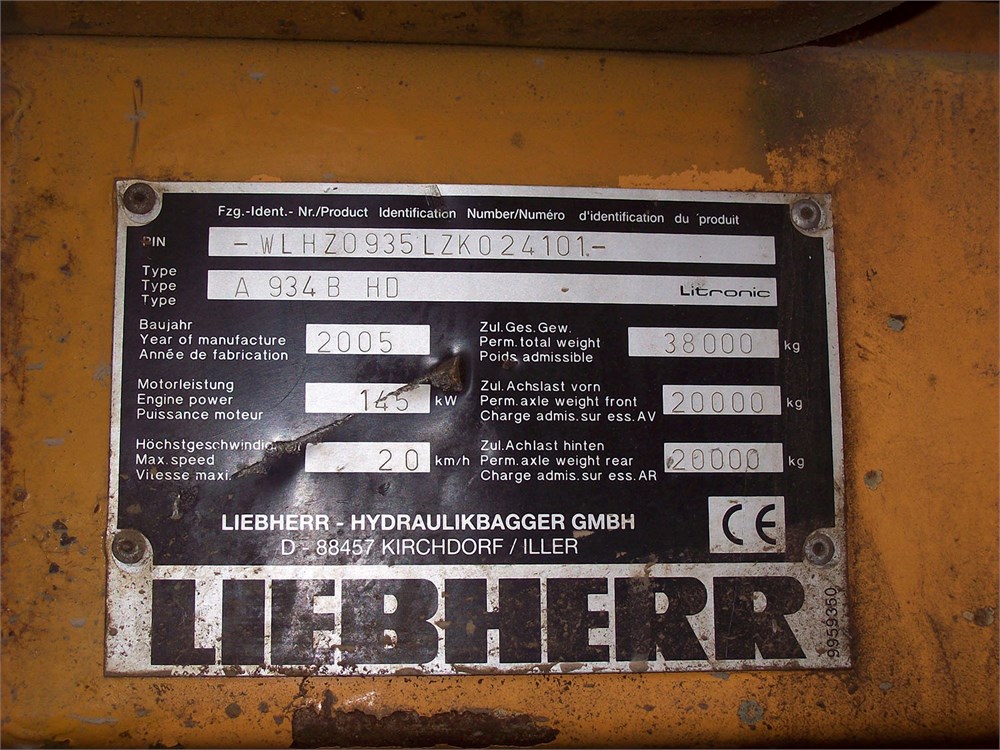 Fzg.-Ident.- Nr./Product Identification Number/Numéro d'identification du produit
PIN -WLHZ0935LZK024101-
Type
Type A 934B HD Litronic
Type
Baujahr
Year of manufacture 2005
Année de fabrication
Zul.Ges.Gew.
Perm.total weight 38000 kg
Poids admissible
Motorleistung
Engine power 145 kW
Puissance moteur
Zul.Achslast vorn
Perm.axle weight front 20000 kg
Charge admis.sur ess.AV
Max.speed 20 km/h
Vitesse maxi.
Zul.Achlast hinten
Perm.axle weight rear 20000 kg
Charge admis.sur ess.AR
LIEBHERR - HYDRAULIKBAGGER GMBH
D - 88457 KIRCHDORF / ILLER
CE
LIEBHERR
9959350